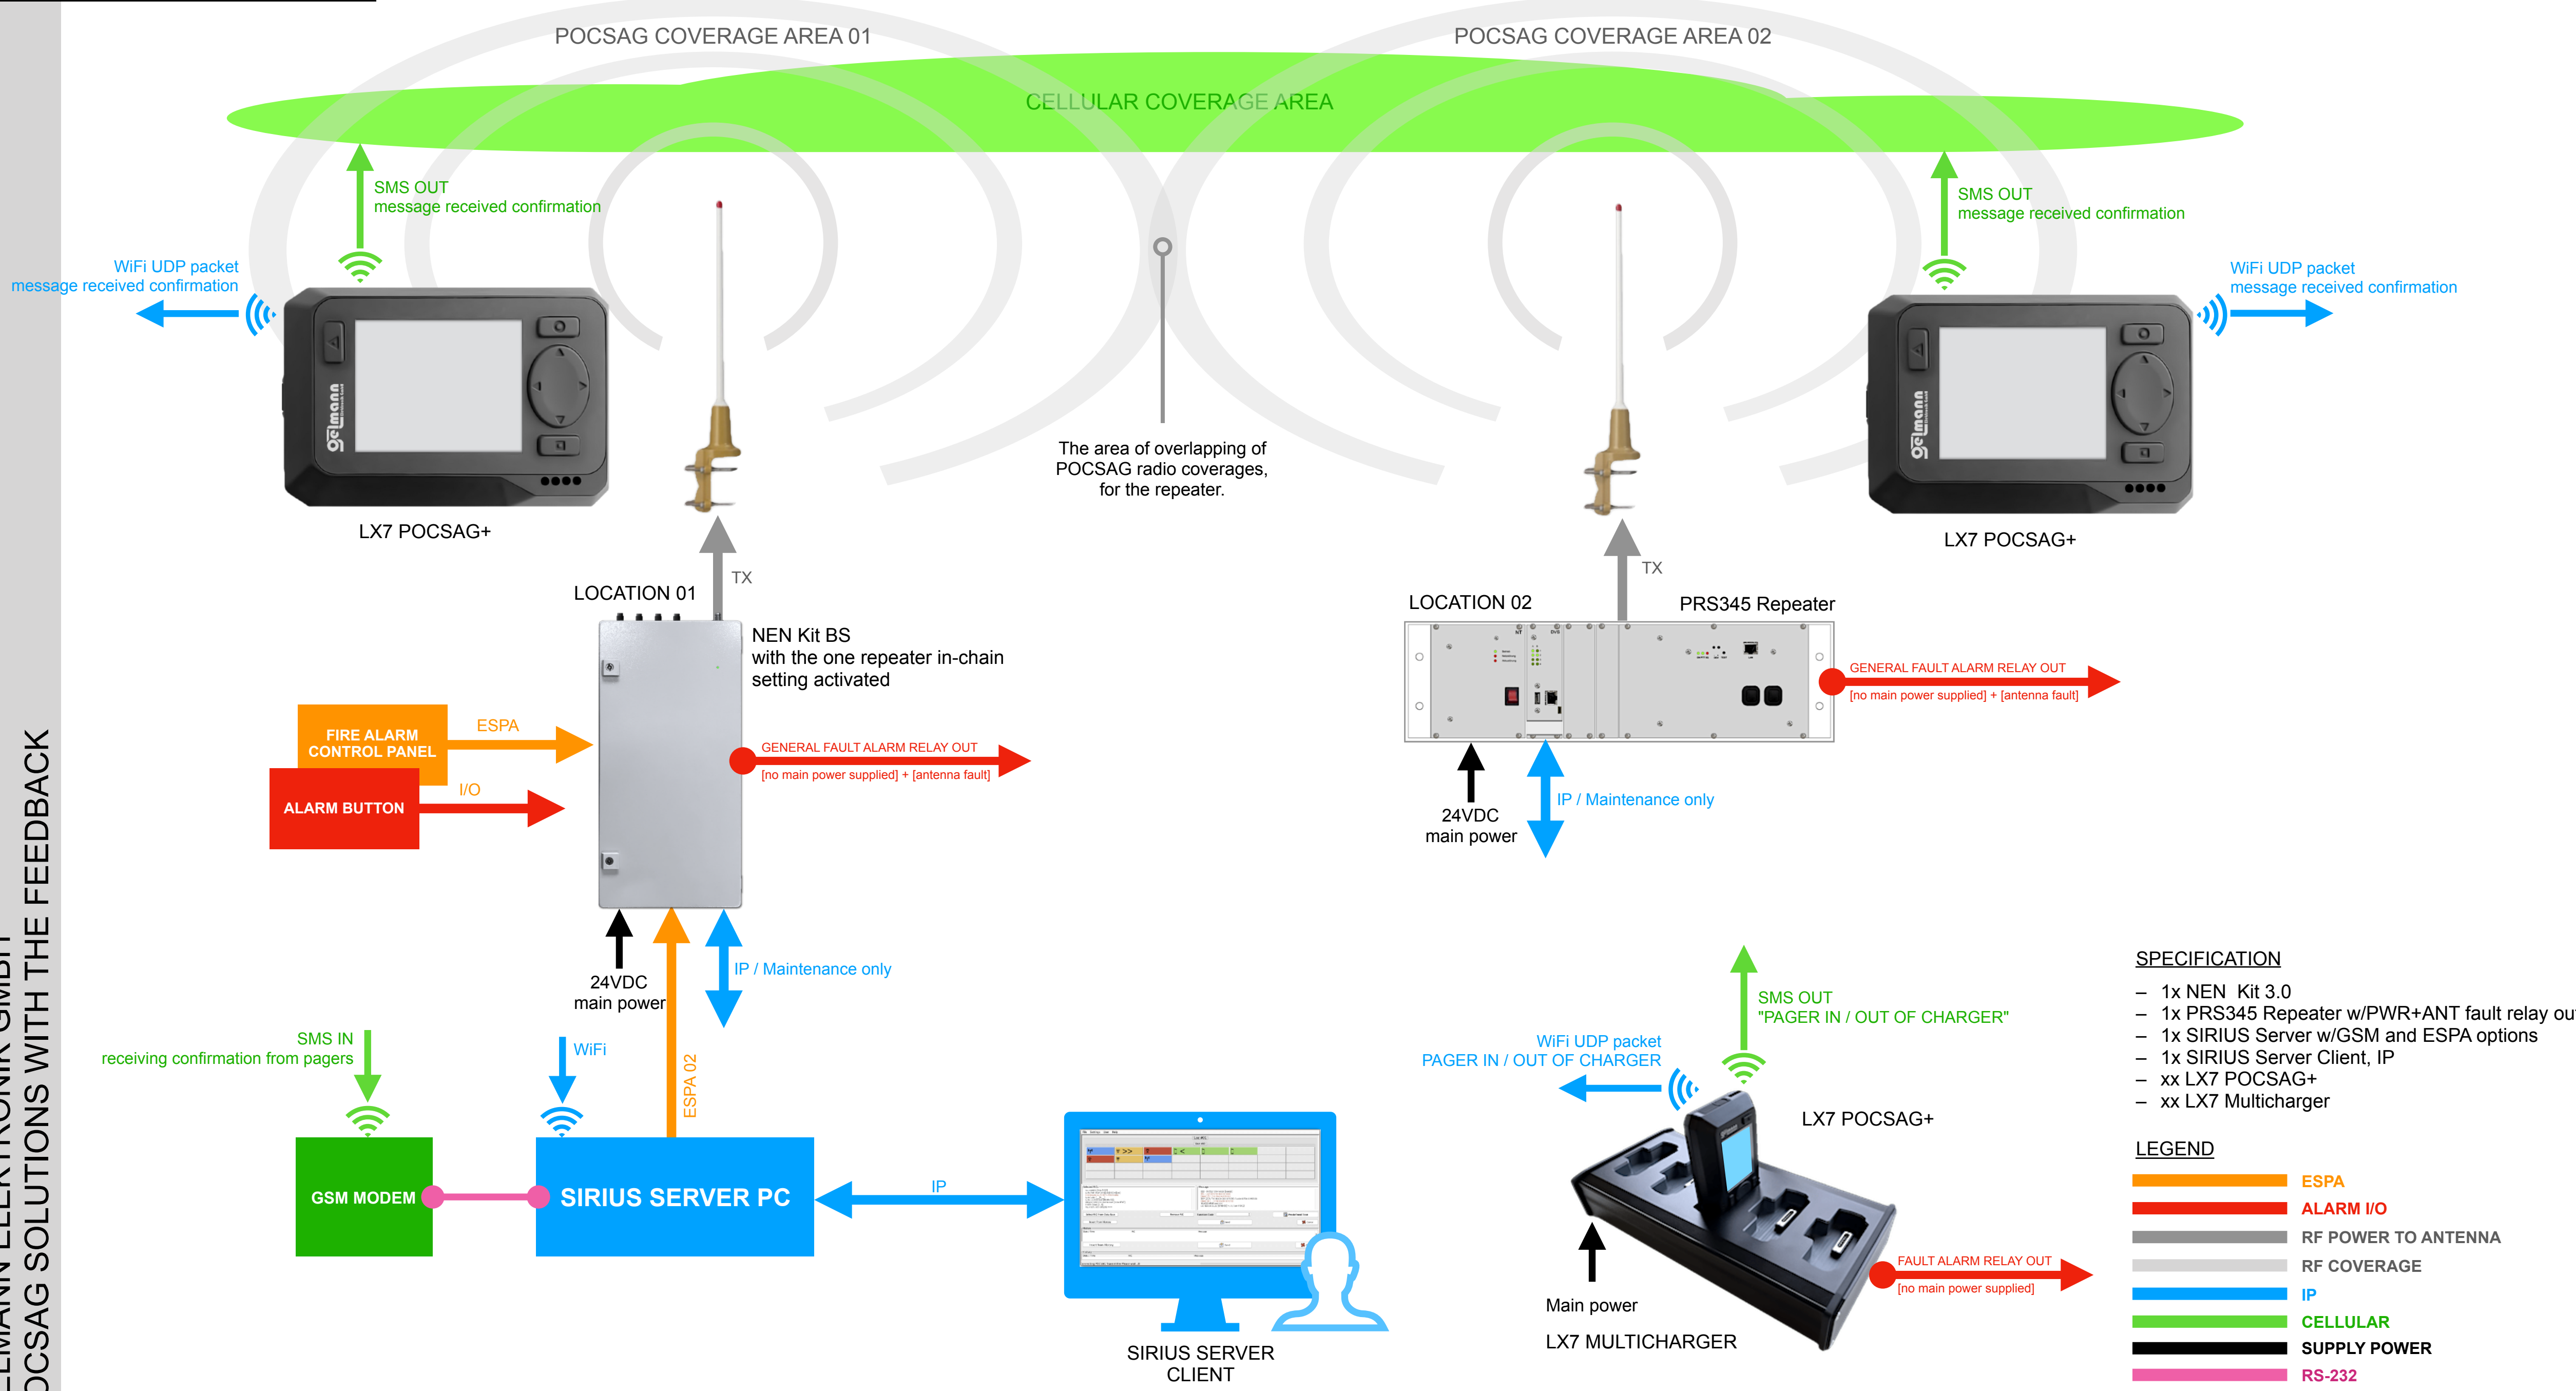 POCSAG COVERAGE AREA 01
POCSAG COVERAGE AREA 02
CELLULAR COVERAGE AREA
SMS OUT
message received confirmation
SMS OUT
message received confirmation
WiFi UDP packet
message received confirmation
WiFi UDP packet
message received confirmation
gelmann
gelmann
The area of overlapping of
POCSAG radio coverages,
for the repeater.
LX7 POCSAG+
LX7 POCSAG+
TX
TX
LOCATION 01
LOCATION 02
PRS345 Repeater
NEN Kit BS
with the one repeater in-chain
setting activated
GENERAL FAULT ALARM RELAY OUT
[no main power supplied] + [antenna fault]
FIRE ALARM
CONTROL PANEL
ESPA
ALARM BUTTON
I/O
GENERAL FAULT ALARM RELAY OUT
[no main power supplied] + [antenna fault]
24VDC
main power
IP / Maintenance only
24VDC
main power
IP / Maintenance only
POCSAG SOLUTIONS WITH THE FEEDBACK
SMS IN
receiving confirmation from pagers
WiFi
ESPA 02
GSM MODEM
SIRIUS SERVER PC
IP
SIRIUS SERVER
CLIENT
SMS OUT
"PAGER IN / OUT OF CHARGER"
WiFi UDP packet
PAGER IN / OUT OF CHARGER
LX7 POCSAG+
FAULT ALARM RELAY OUT
[no main power supplied]
Main power
LX7 MULTICHARGER
SPECIFICATION
– 1x NEN Kit 3.0
– 1x PRS345 Repeater w/PWR+ANT fault relay out
– 1x SIRIUS Server w/GSM and ESPA options
– 1x SIRIUS Server Client, IP
– xx LX7 POCSAG+
– xx LX7 Multicharger
LEGEND
ESPA
ALARM I/O
RF POWER TO ANTENNA
RF COVERAGE
IP
CELLULAR
SUPPLY POWER
RS-232